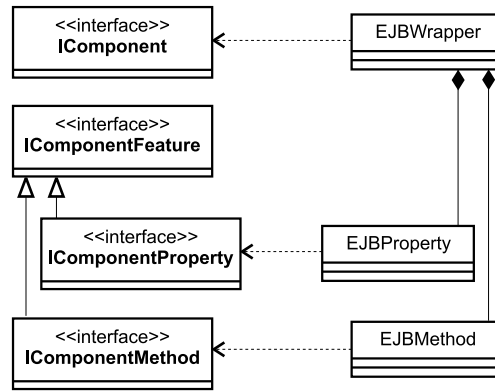 <<interface>>
IComponent
EJBWrapper
<<interface>>
IComponentFeature
<<interface>>
IComponentProperty
EJBProperty
<<interface>>
IComponentMethod
EJBMethod